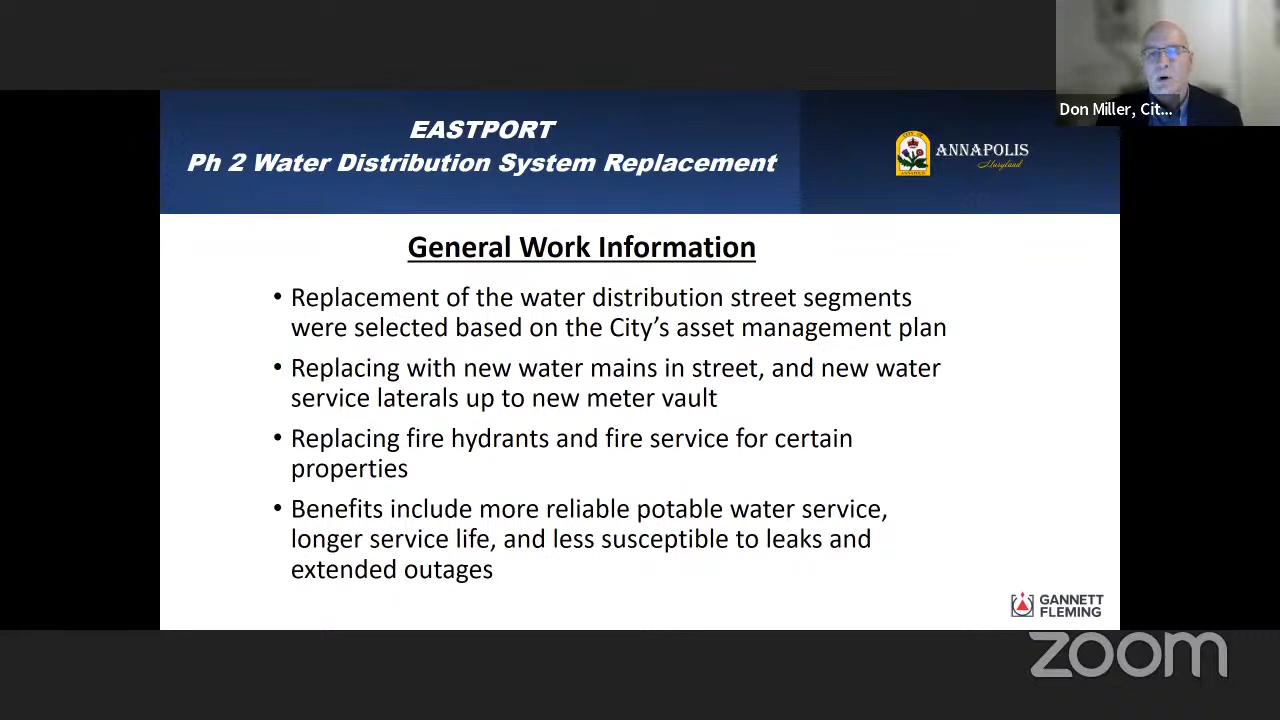 Don Miller, Cit...
EASTPORT
Ph 2 Water Distribution System Replacement
ANNAPOLIS
Maryland
General Work Information
• Replacement of the water distribution street segments
were selected based on the City's asset management plan
• Replacing with new water mains in street, and new water
service laterals up to new meter vault
• Replacing fire hydrants and fire service for certain
properties
• Benefits include more reliable potable water service,
longer service life, and less susceptible to leaks and
extended outages
GANNETT
FLEMING
zoom